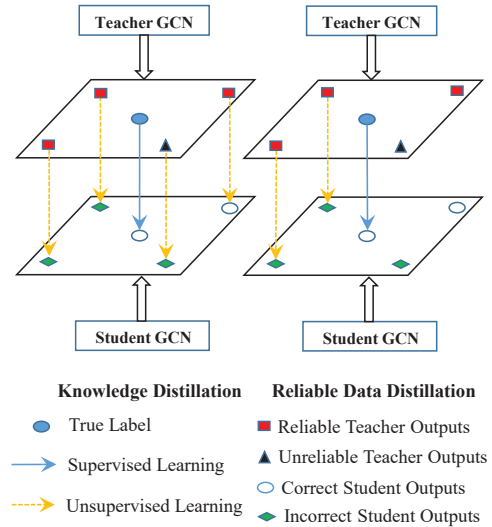 Teacher GCN
Teacher GCN
Student GCN
Student GCN
Knowledge Distillation
Reliable Data Distillation
True Label
Supervised Learning
Unsupervised Learning
Reliable Teacher Outputs
Unreliable Teacher Outputs
Correct Student Outputs
Incorrect Student Outputs